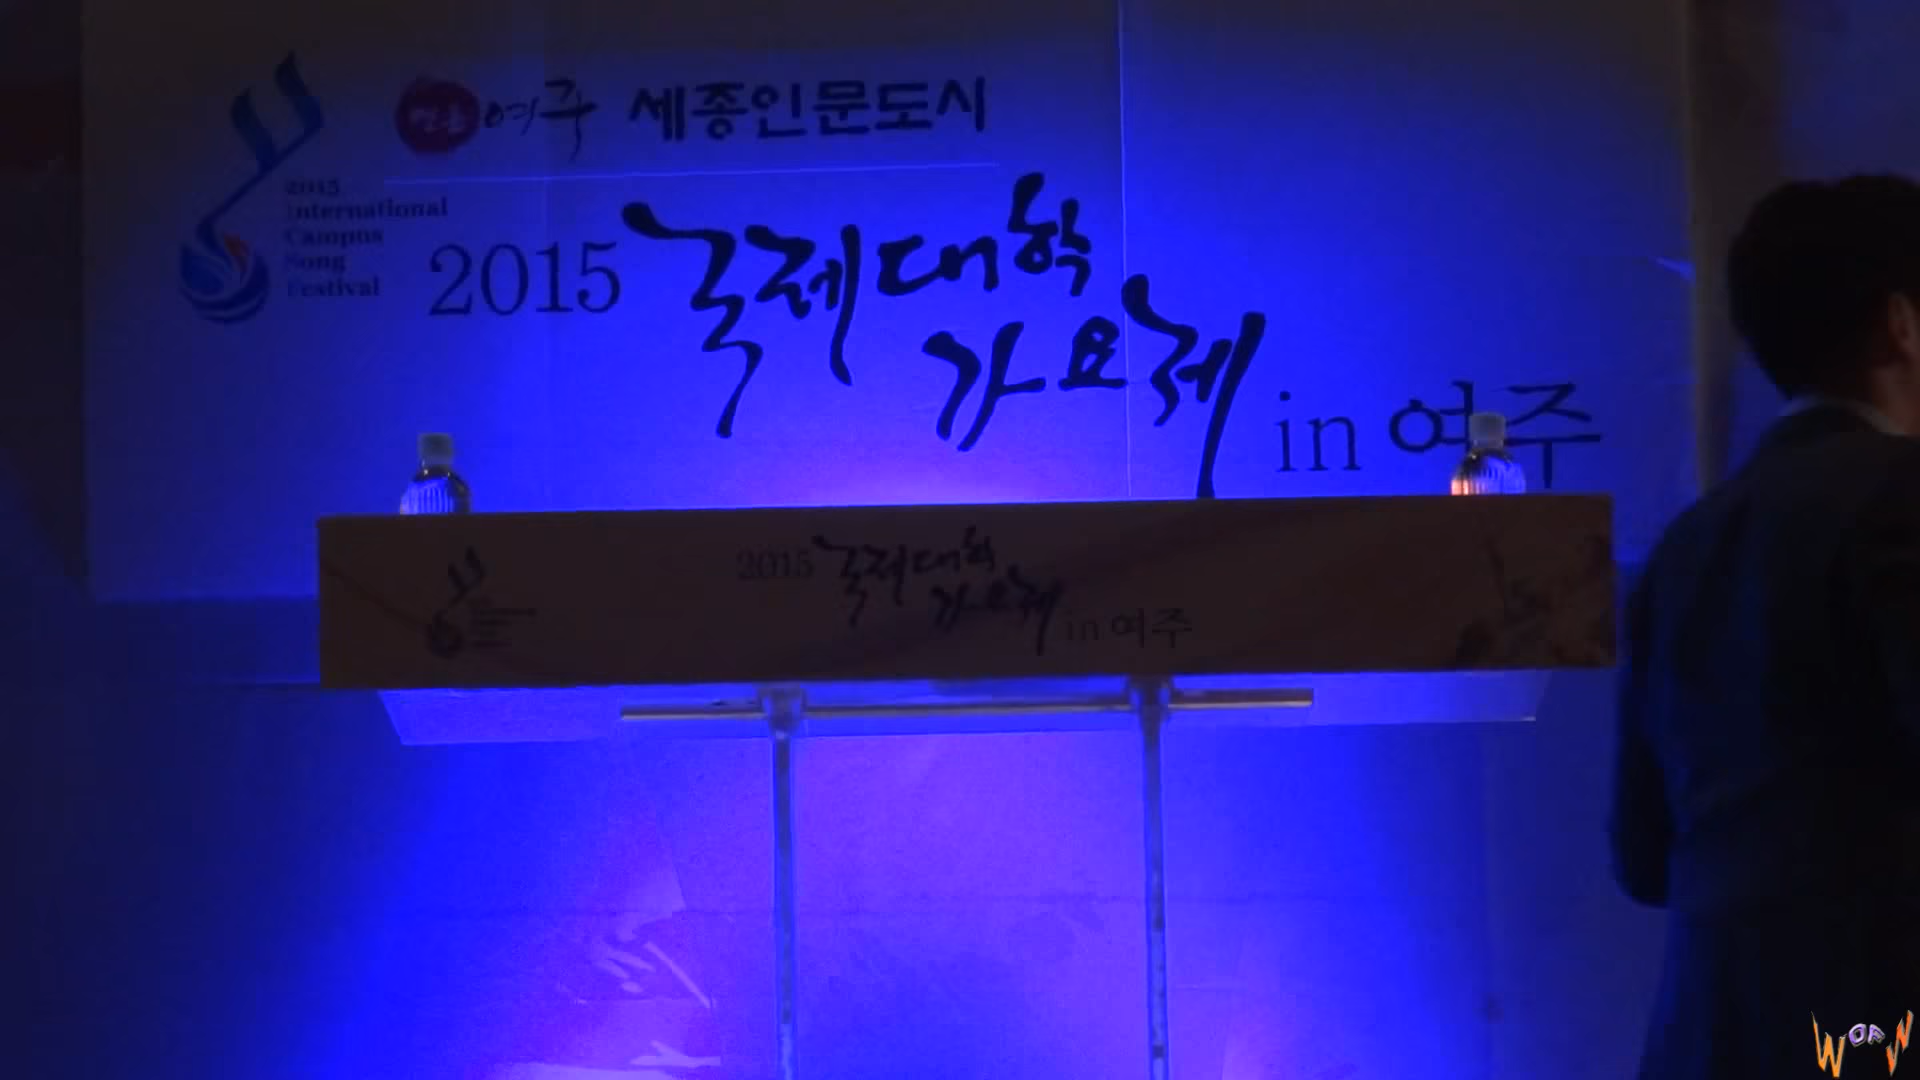 여주 세종인문도시
2015
International
Campus
Song
Festival
2015 국제대학
가요제 in 여주
2015 국제대학
가요제 in 여주
WOFW